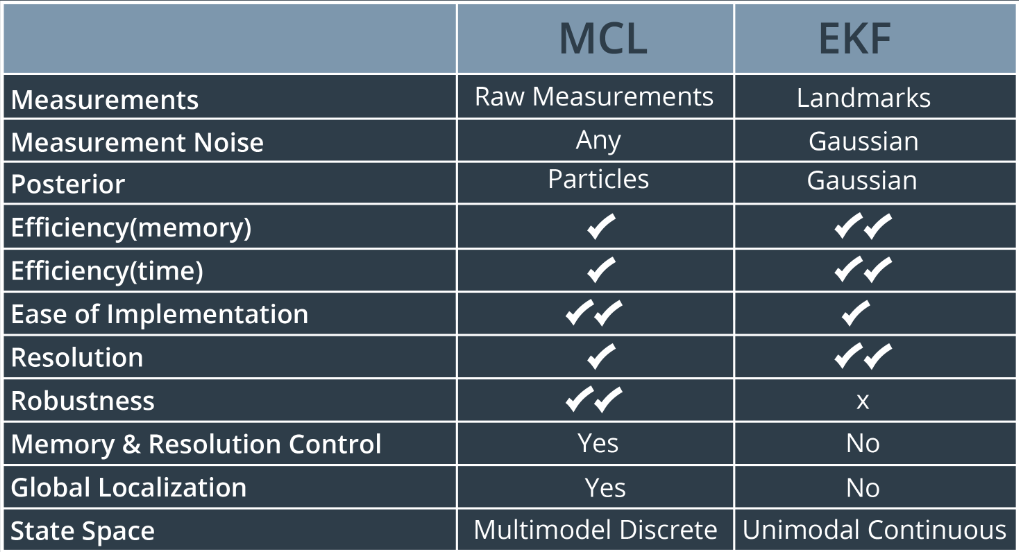 MCL EKF
Measurements Raw Measurements Landmarks
Measurement Noise Any Gaussian
Posterior Particles Gaussian
Efficiency(memory) ✓ ✓✓
Efficiency(time) ✓ ✓✓
Ease of Implementation ✓✓ ✓
Resolution ✓ ✓✓
Robustness ✓✓ x
Memory & Resolution Control Yes No
Global Localization Yes No
State Space Multimodel Discrete Unimodal Continuous